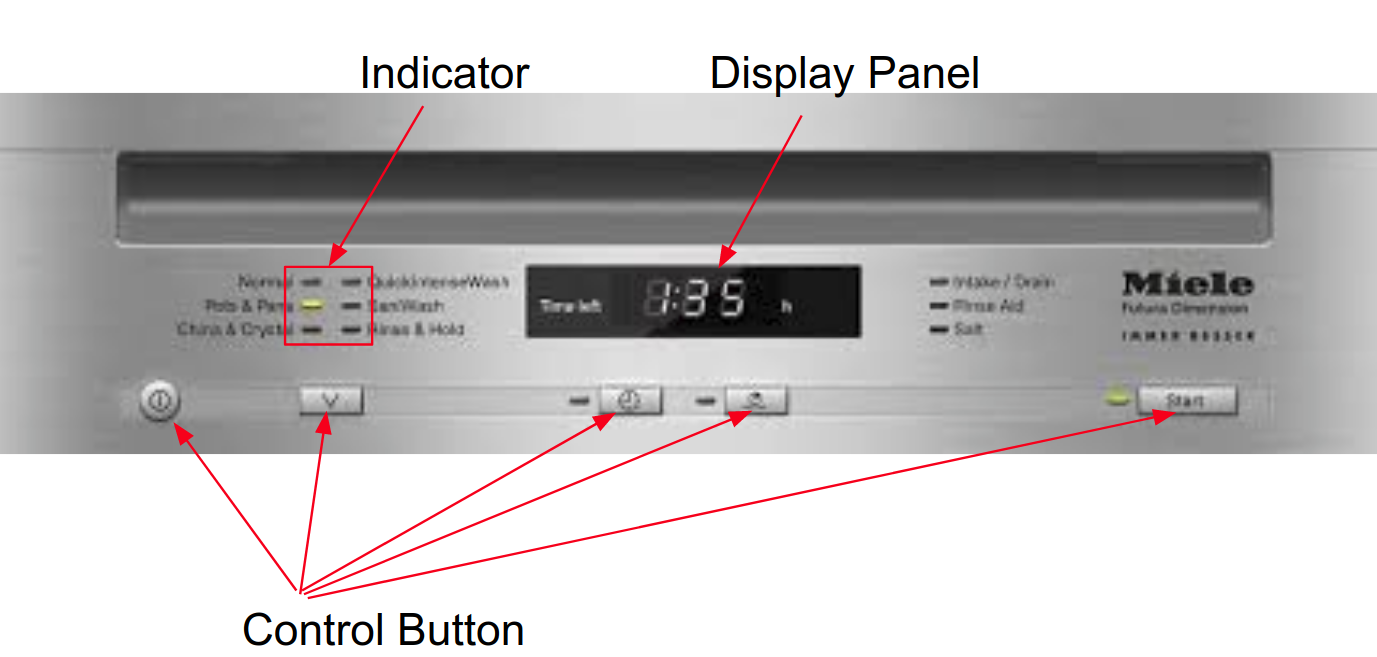 Indicator
Display Panel
Normal
QuickIntenseWash
Pots & Pans
SaniWash
China & Crystal
Rinse & Hold
Time left 1:35 h
Intake / Drain
Rinse Aid
Salt
Miele
Futura Dimension
IMMER BESSER
Start
Control Button